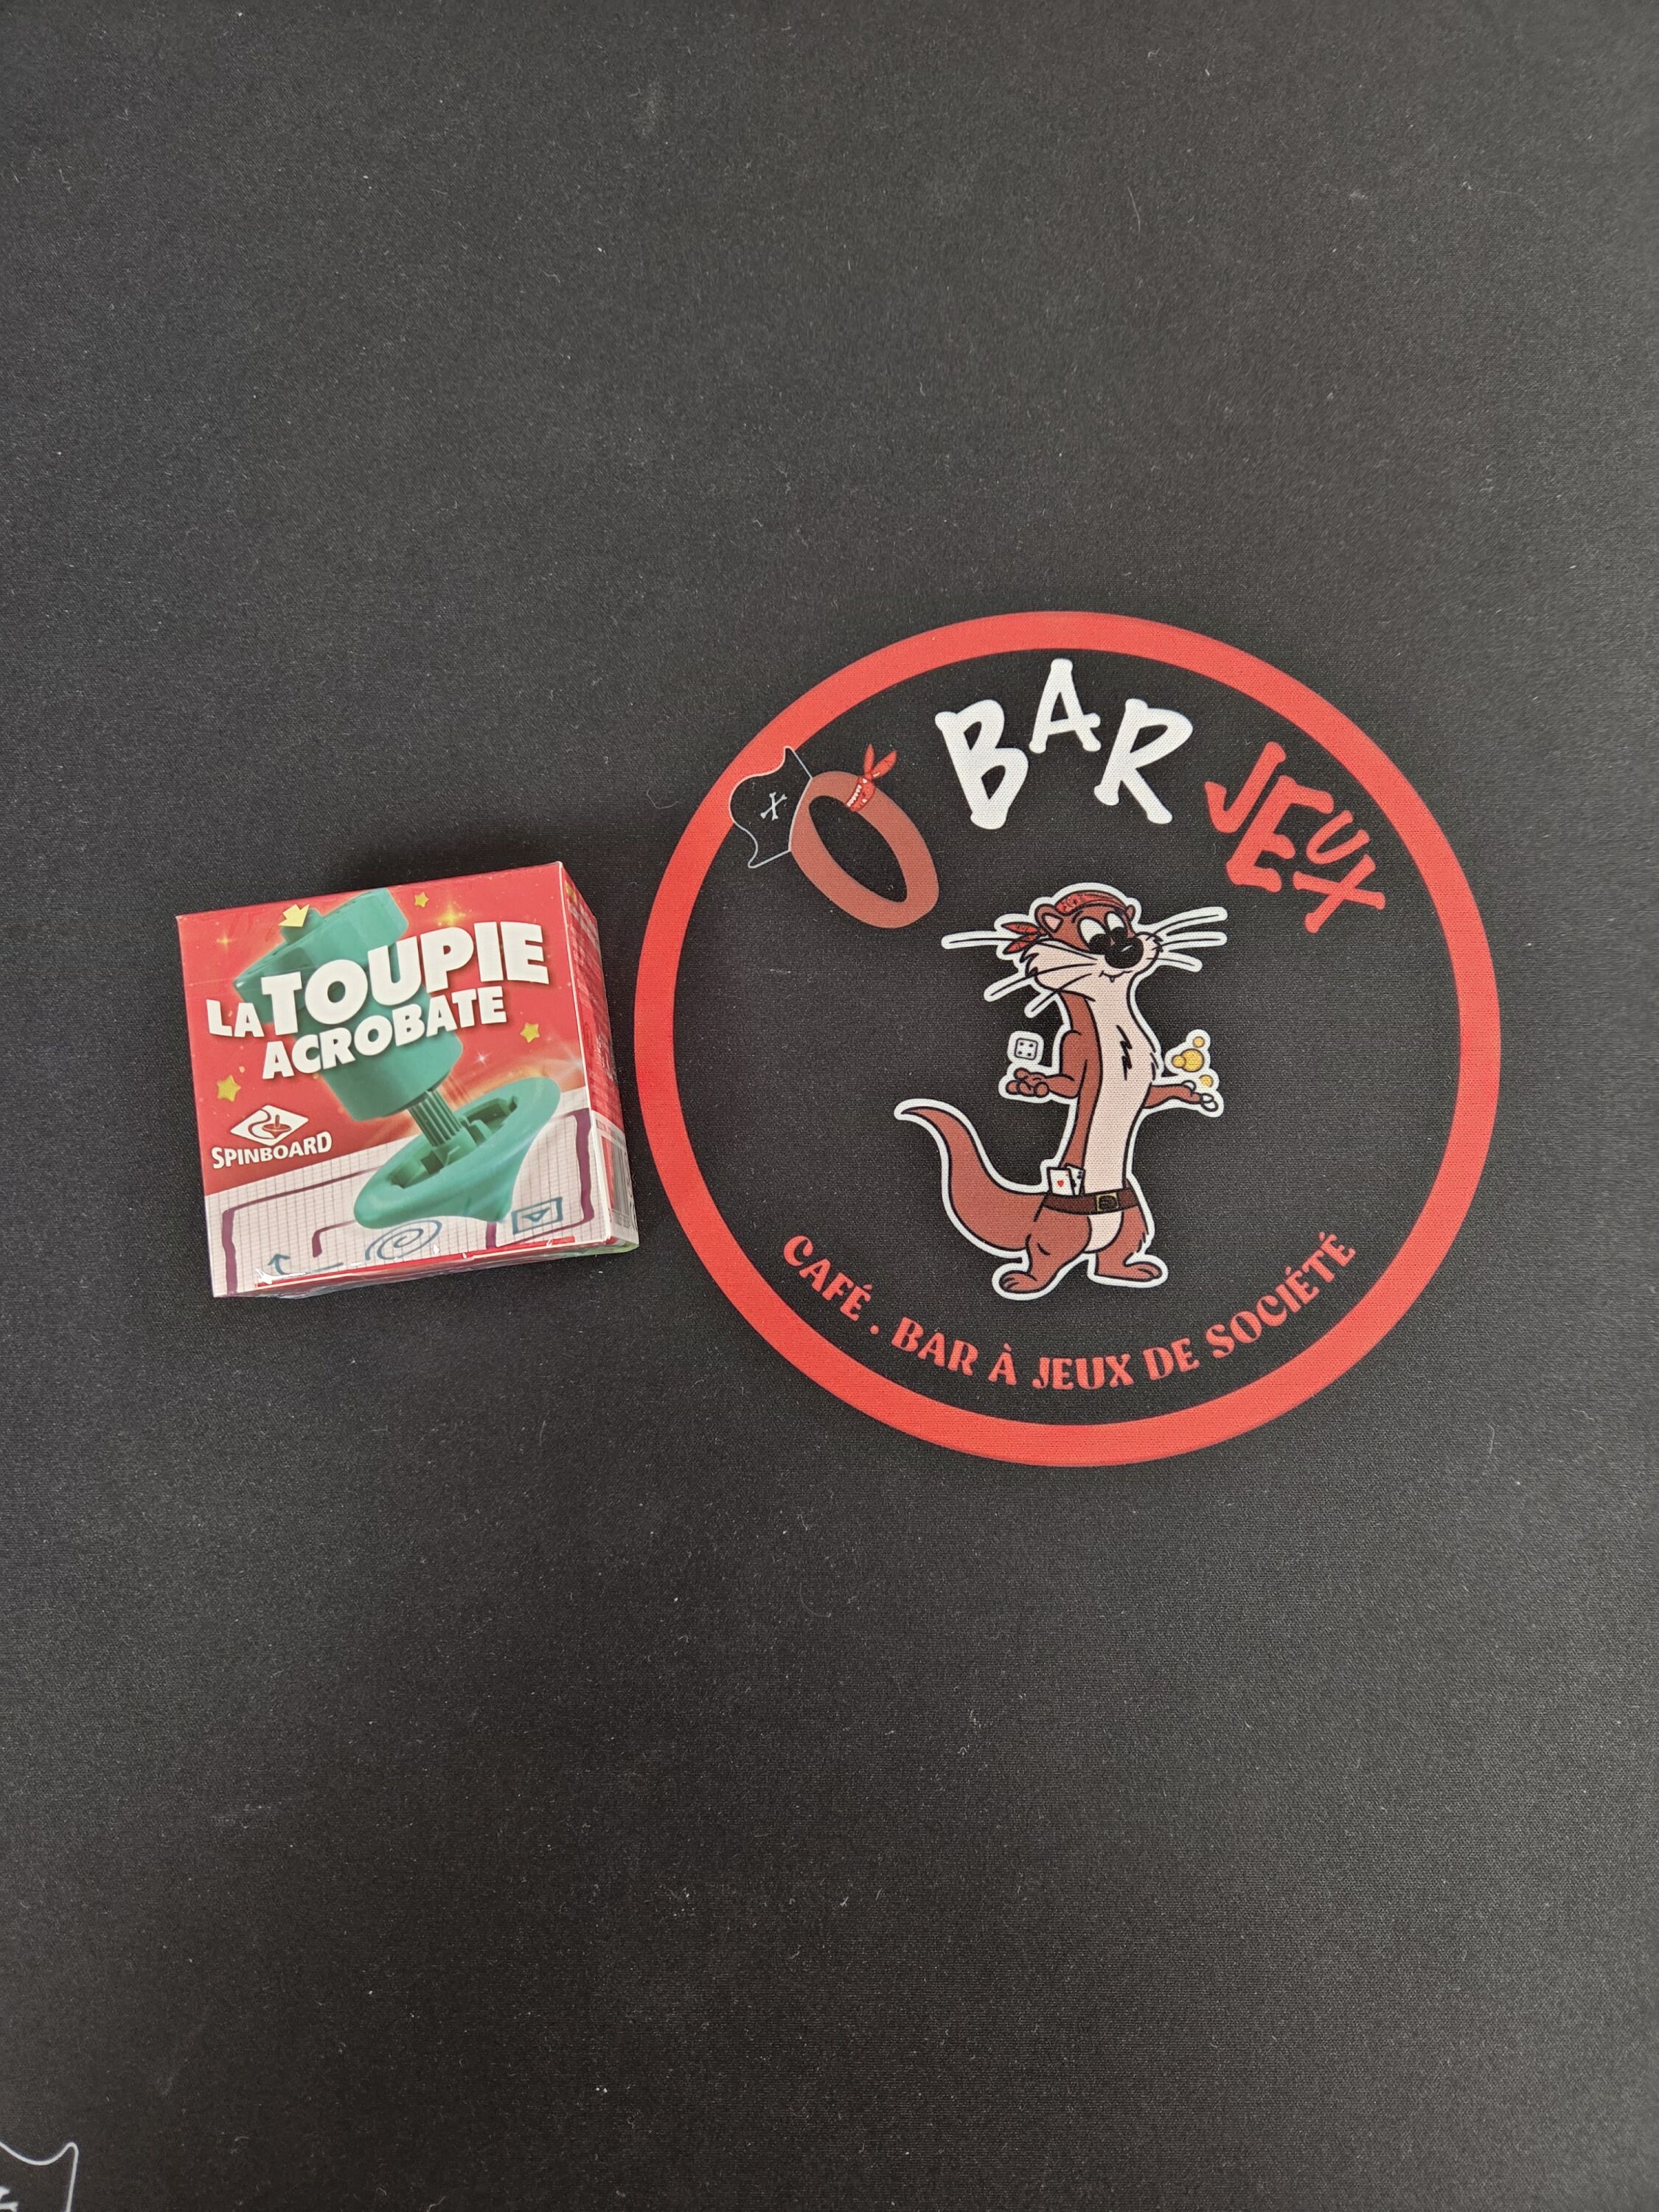 LA TOUPIE
ACROBATE
SPINBOARD
O BAR JEUX
CAFÉ . BAR À JEUX DE SOCIÉTÉ